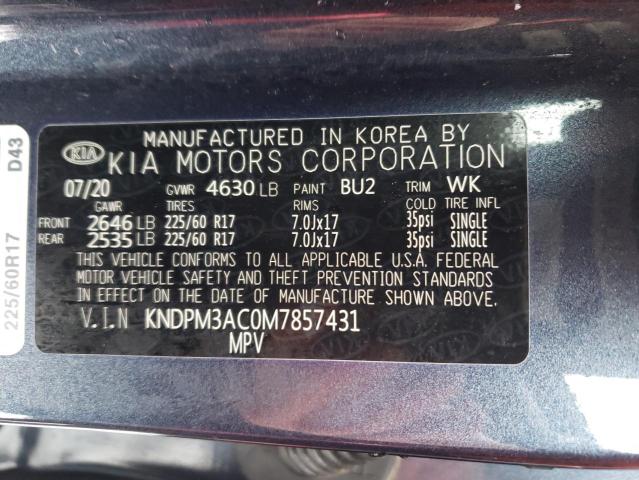 MANUFACTURED IN KOREA BY
KIA KIA MOTORS CORPORATION
07/20 GVWR 4630 LB PAINT BU2 TRIM WK
GAWR TIRES RIMS COLD TIRE INFL
FRONT 2646 LB 225/60 R17 7.0Jx17 35psi SINGLE
REAR 2535 LB 225/60 R17 7.0Jx17 35psi SINGLE
THIS VEHICLE CONFORMS TO ALL APPLICABLE U.S.A. FEDERAL
MOTOR VEHICLE SAFETY AND THEFT PREVENTION STANDARDS
IN EFFECT ON THE DATE OF MANUFACTURE SHOWN ABOVE.
V.I.N KNDPM3AC0M7857431
MPV
225/60R17 D43